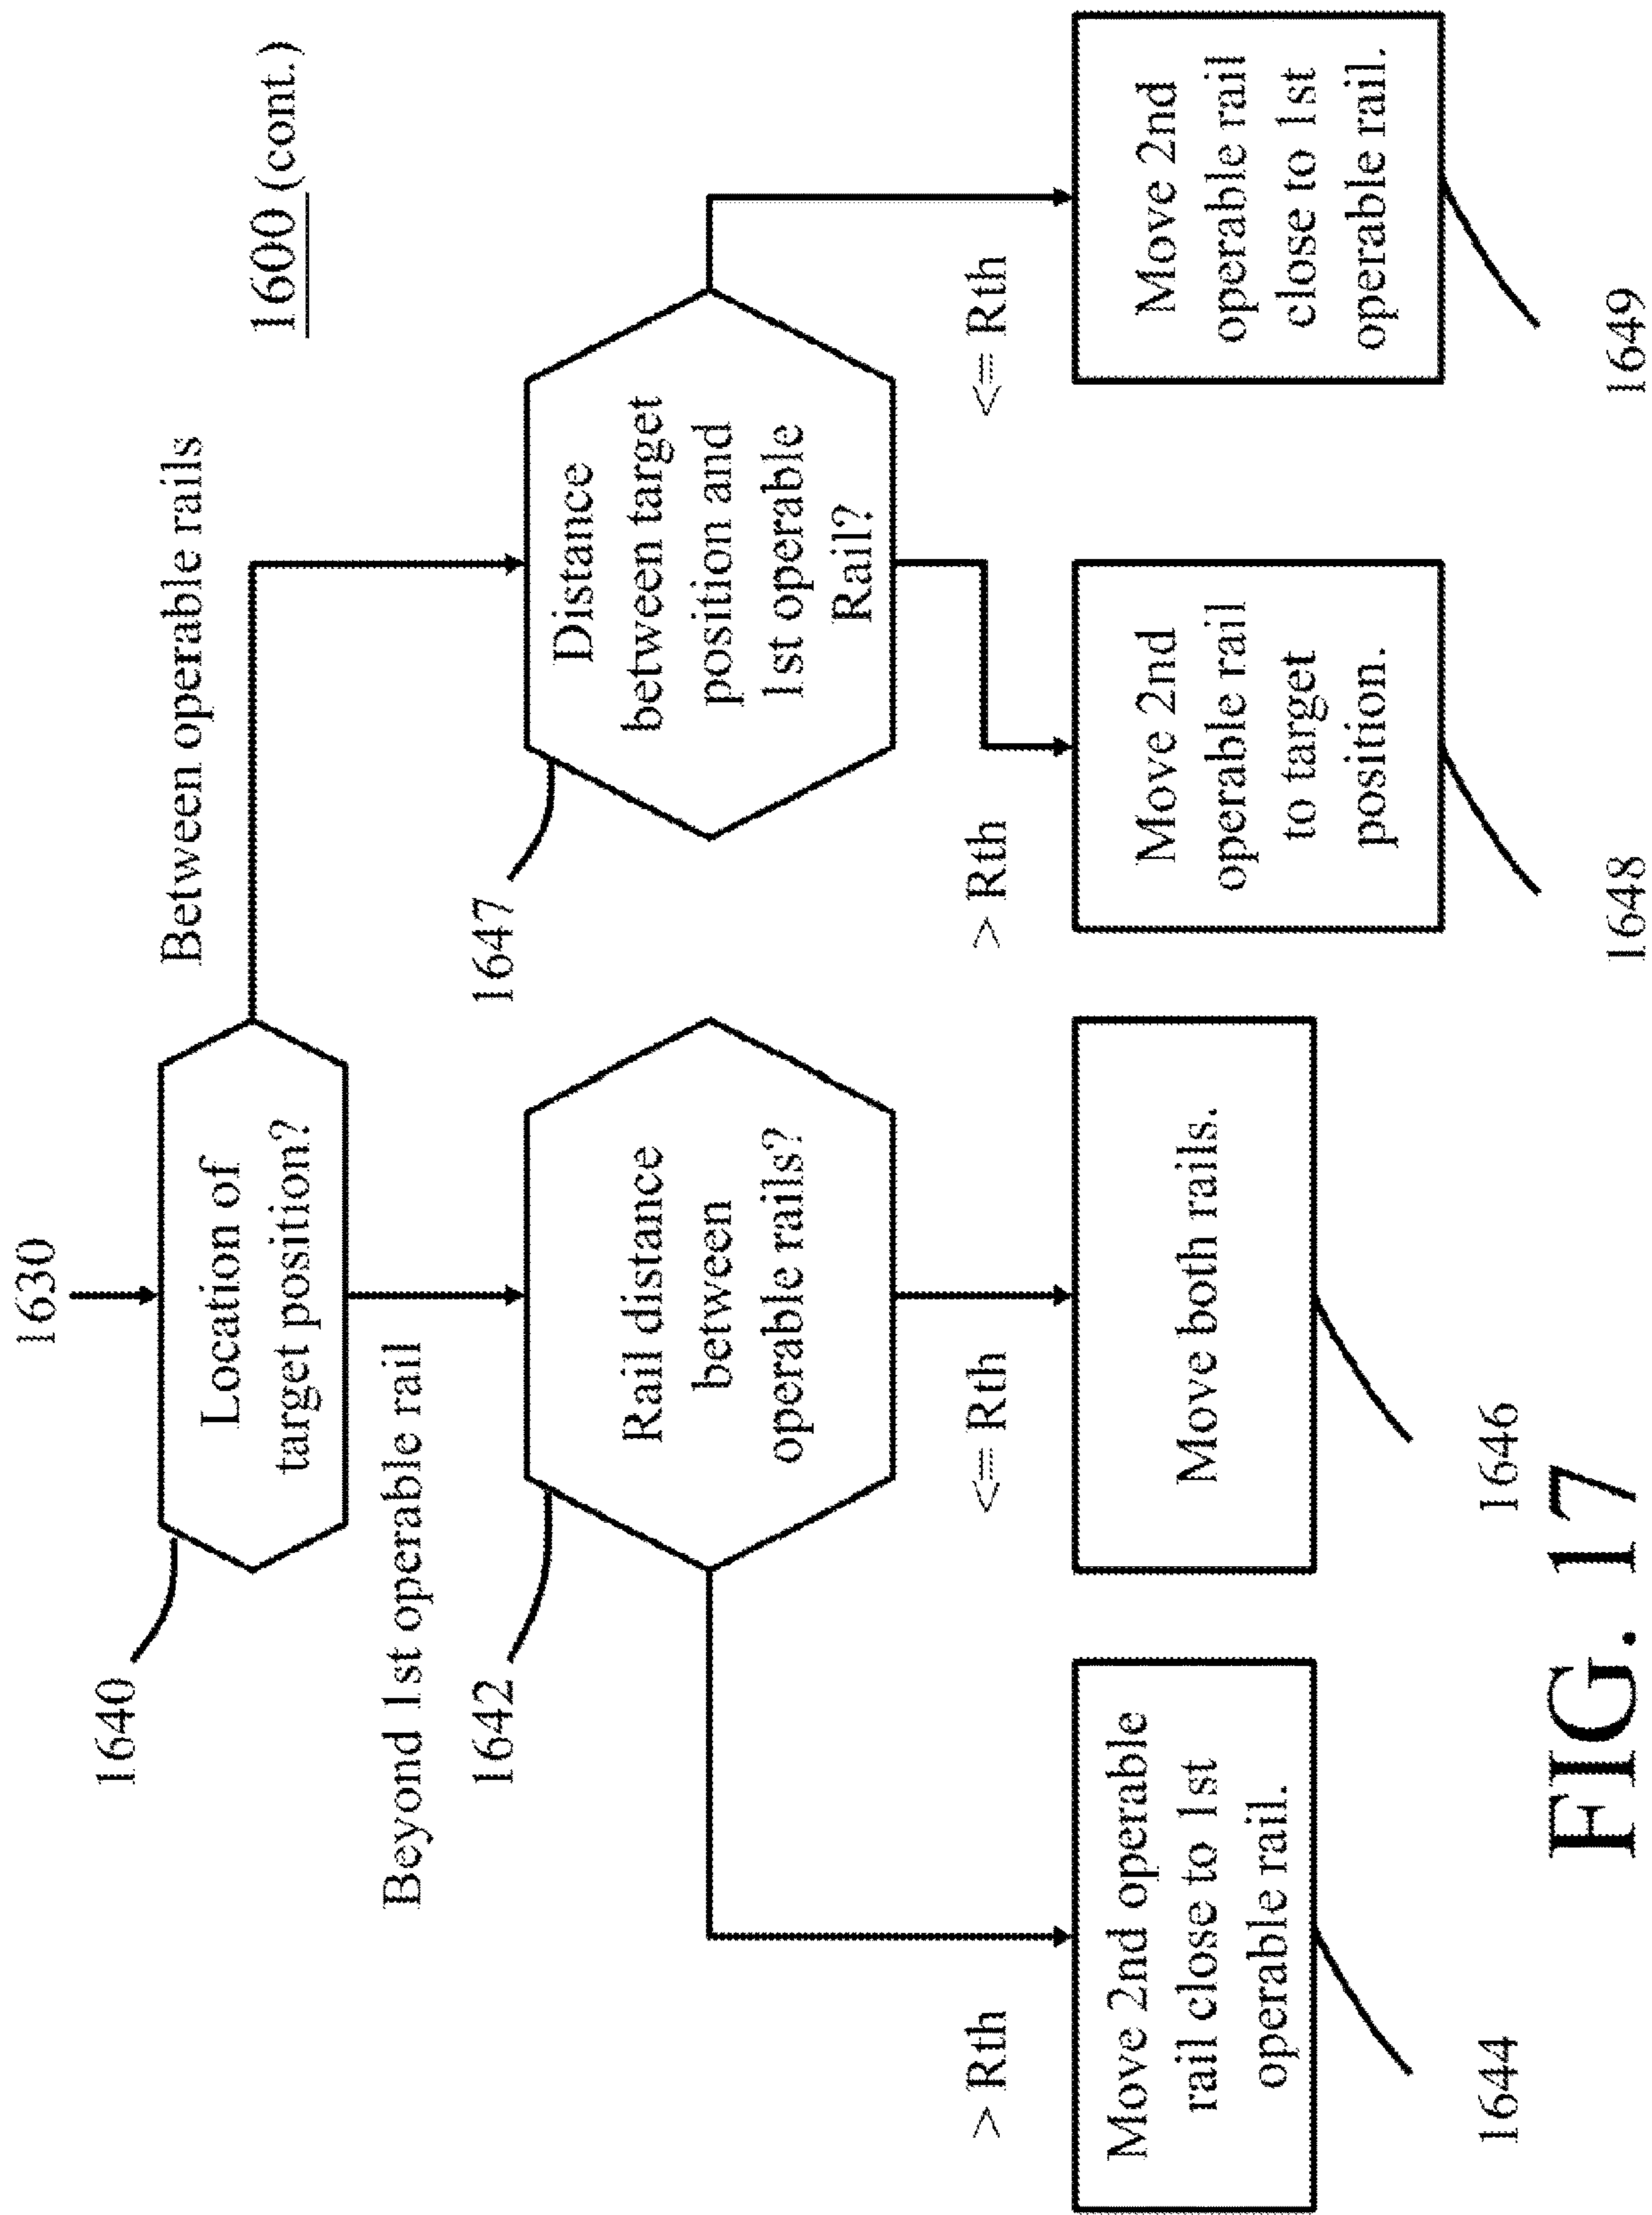 1630
1600 (cont.)
1640
Location of
target position?
Between operable rails
Beyond 1st operable rail
1642
Rail distance
between
operable rails?
1647
Distance
between target
position and
1st operable
Rail?
> Rth
<= Rth
> Rth
<= Rth
Move 2nd operable
rail close to 1st
operable rail.
Move both rails.
Move 2nd
operable rail
to target
position.
Move 2nd
operable rail
close to 1st
operable rail.
1644
1646
1648
1649
FIG. 17